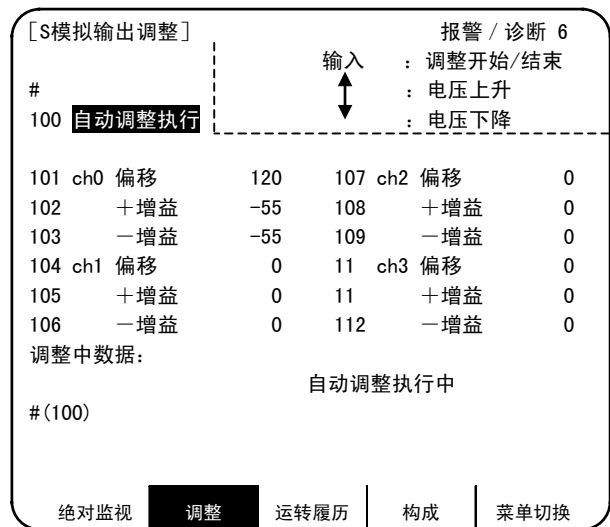 [S模拟输出调整] 报警/诊断 6
输入 :调整开始/结束
# :电压上升
100 自动调整执行 :电压下降
101 ch0 偏移 120 107 ch2 偏移 0
102 +增益 -55 108 +增益 0
103 -增益 -55 109 -增益 0
104 ch1 偏移 0 11 ch3 偏移 0
105 +增益 0 11 +增益 0
106 -增益 0 112 -增益 0
调整中数据:
自动调整执行中
#(100)
绝对监视 调整 运转履历 构成 菜单切换